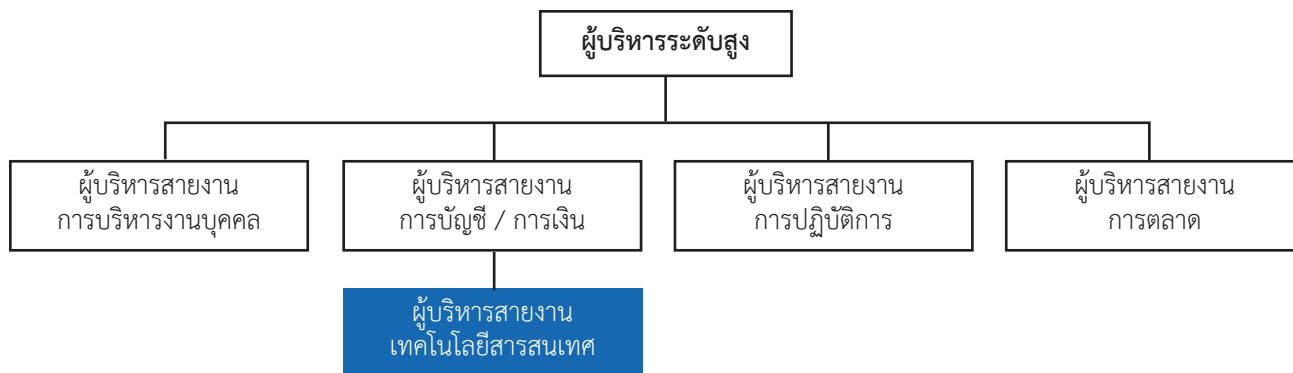 ผู้บริหารระดับสูง
ผู้บริหารสายงาน
การบริหารงานบุคคล
ผู้บริหารสายงาน
การบัญชี / การเงิน
ผู้บริหารสายงาน
การปฏิบัติการ
ผู้บริหารสายงาน
การตลาด
ผู้บริหารสายงาน
เทคโนโลยีสารสนเทศ